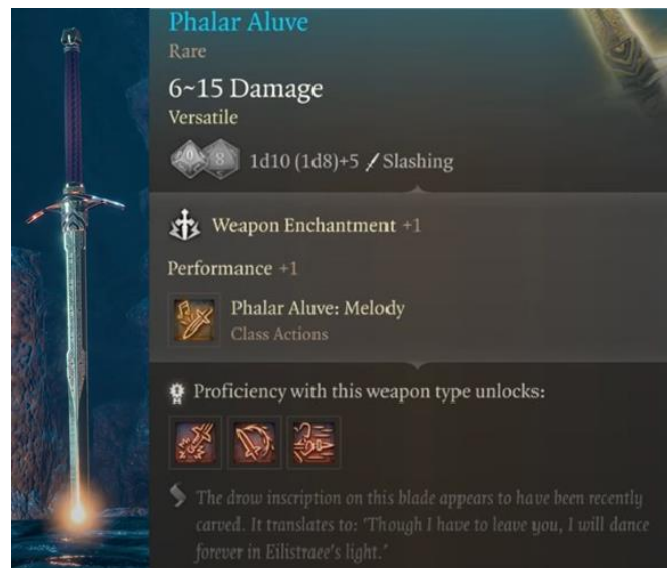 Phalar Aluve
Rare
6~15 Damage
Versatile
1d10 (1d8)+5 Slashing
Weapon Enchantment +1
Performance +1
Phalar Aluve: Melody
Class Actions
Proficiency with this weapon type unlocks:
The drow inscription on this blade appears to have been recently
carved. It translates to: "Though I have to leave you, I will dance
forever in Eilistraee's light."